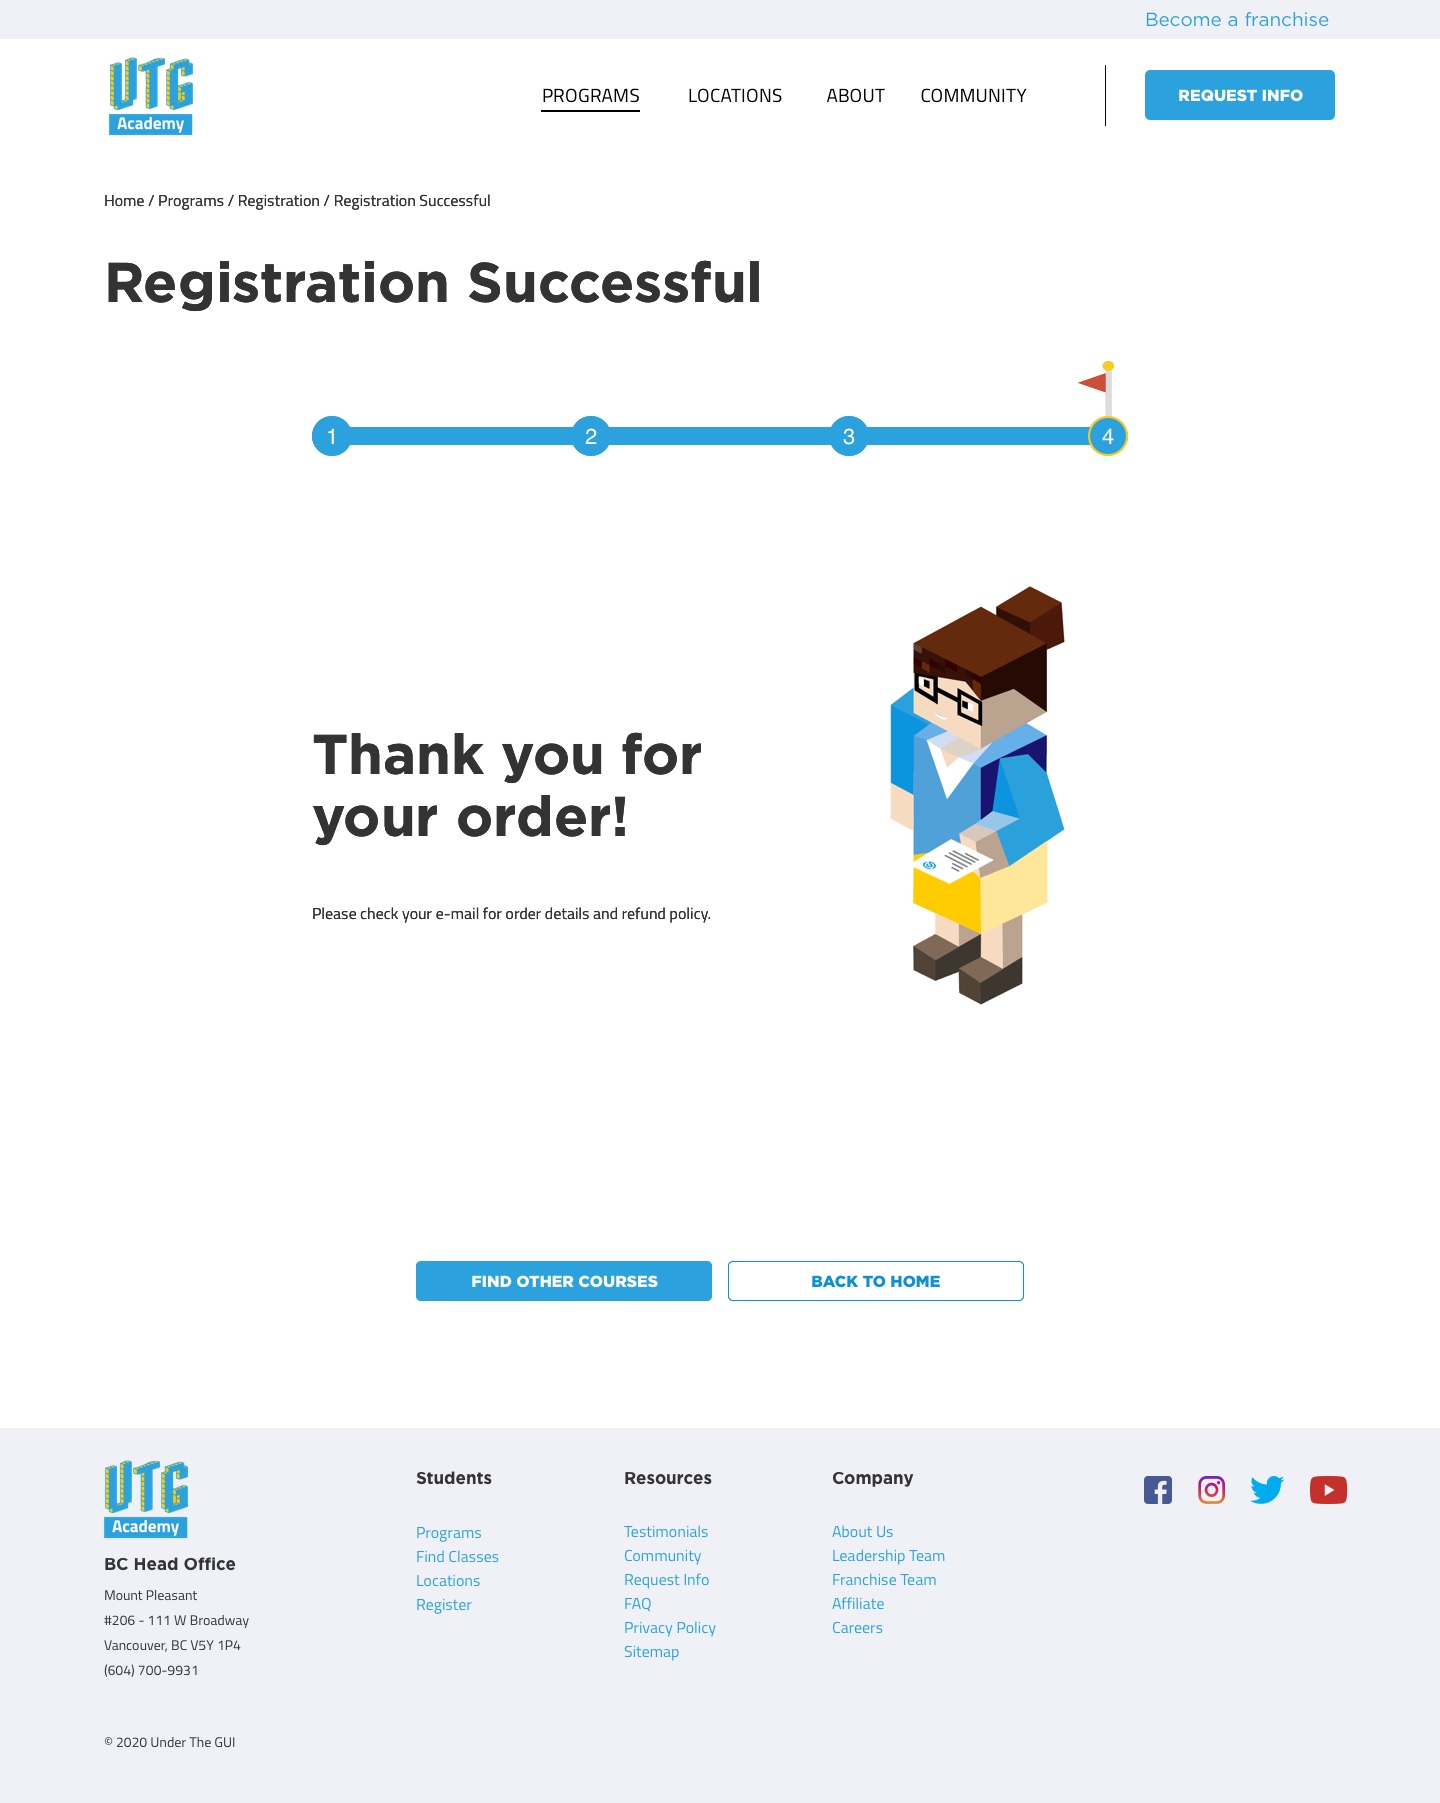 Become a franchise
UTG
Academy
PROGRAMS LOCATIONS ABOUT COMMUNITY
REQUEST INFO
Home / Programs / Registration / Registration Successful
Registration Successful
1 2 3 4
Thank you for
your order!
Please check your e-mail for order details and refund policy.
FIND OTHER COURSES
BACK TO HOME
UTG
Academy
BC Head Office
Mount Pleasant
#206 - 111 W Broadway
Vancouver, BC V5Y 1P4
(604) 700-9931
© 2020 Under The GUI
Students
Programs
Find Classes
Locations
Register
Resources
Testimonials
Community
Request Info
FAQ
Privacy Policy
Sitemap
Company
About Us
Leadership Team
Franchise Team
Affiliate
Careers